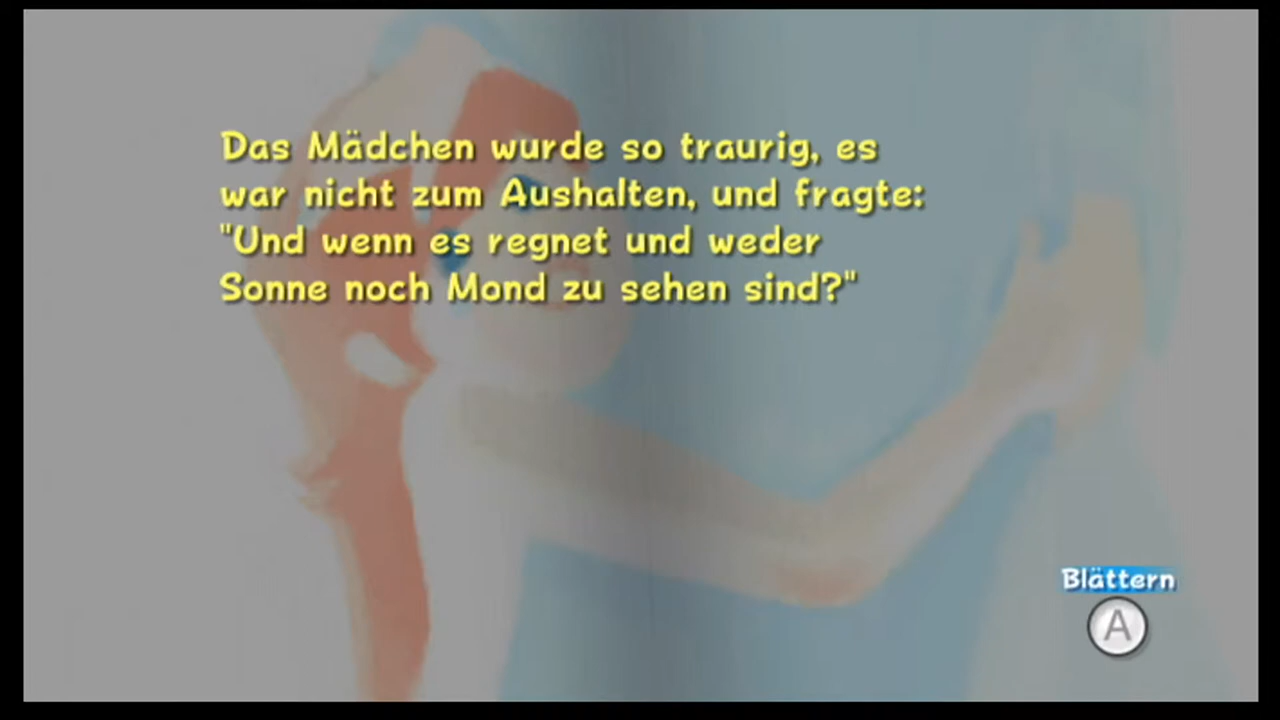 Das Mädchen wurde so traurig, es
war nicht zum Aushalten, und fragte:
"Und wenn es regnet und weder
Sonne noch Mond zu sehen sind?"
Blättern
A